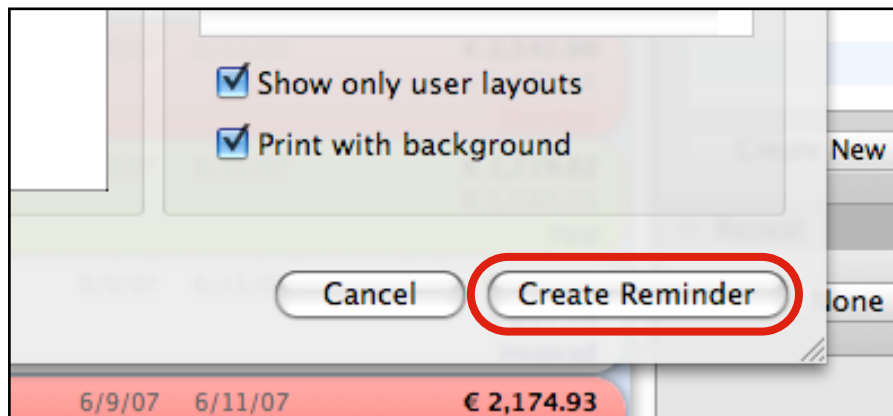 Show only user layouts
Print with background
New
Cancel
Create Reminder
None
6/9/07 6/11/07 € 2,174.93